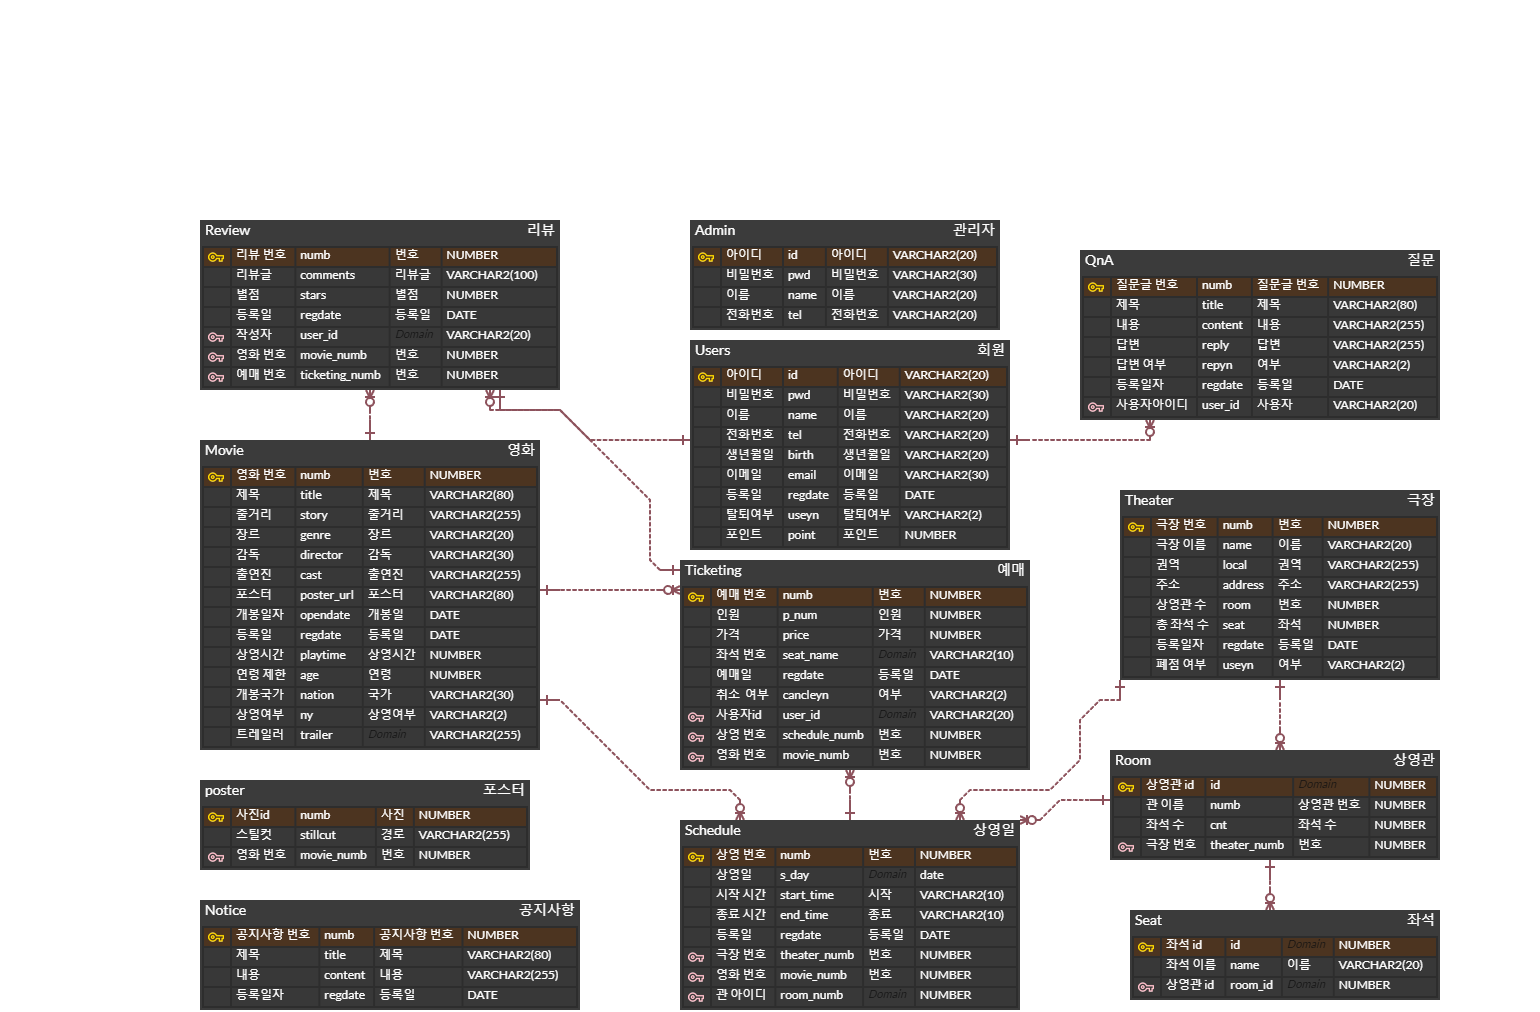 Review 리뷰
리뷰 번호 numb 번호 NUMBER
리뷰글 comments 리뷰글 VARCHAR2(100)
별점 stars 별점 NUMBER
등록일 regdate 등록일 DATE
작성자 user_id Domain VARCHAR2(20)
영화 번호 movie_numb 번호 NUMBER
예매 번호 ticketing_numb 번호 NUMBER
Admin 관리자
아이디 id 아이디 VARCHAR2(20)
비밀번호 pwd 비밀번호 VARCHAR2(30)
이름 name 이름 VARCHAR2(20)
전화번호 tel 전화번호 VARCHAR2(20)
QnA 질문
질문글 번호 numb 질문글 번호 NUMBER
제목 title 제목 VARCHAR2(80)
내용 content 내용 VARCHAR2(255)
답변 reply 답변 VARCHAR2(255)
답변 여부 repyn 여부 VARCHAR2(2)
등록일자 regdate 등록일 DATE
사용자아이디 user_id 사용자 VARCHAR2(20)
Users 회원
아이디 id 아이디 VARCHAR2(20)
비밀번호 pwd 비밀번호 VARCHAR2(30)
이름 name 이름 VARCHAR2(20)
전화번호 tel 전화번호 VARCHAR2(20)
생년월일 birth 생년월일 VARCHAR2(20)
이메일 email 이메일 VARCHAR2(30)
등록일 regdate 등록일 DATE
탈퇴여부 useyn 탈퇴여부 VARCHAR2(2)
포인트 point 포인트 NUMBER
Movie 영화
영화 번호 numb 번호 NUMBER
제목 title 제목 VARCHAR2(80)
줄거리 story 줄거리 VARCHAR2(255)
장르 genre 장르 VARCHAR2(20)
감독 director 감독 VARCHAR2(30)
출연진 cast 출연진 VARCHAR2(255)
포스터 poster_url 포스터 VARCHAR2(80)
개봉일자 opendate 개봉일 DATE
등록일 regdate 등록일 DATE
상영시간 playtime 상영시간 NUMBER
연령 제한 age 연령 NUMBER
개봉국가 nation 국가 VARCHAR2(30)
상영여부 ny 상영여부 VARCHAR2(2)
트레일러 trailer Domain VARCHAR2(255)
Theater 극장
극장 번호 numb 번호 NUMBER
극장 이름 name 이름 VARCHAR2(20)
권역 local 권역 VARCHAR2(255)
주소 address 주소 VARCHAR2(255)
상영관 수 room 번호 NUMBER
총 좌석 수 seat 좌석 NUMBER
등록일자 regdate 등록일 DATE
폐점 여부 useyn 여부 VARCHAR2(2)
Ticketing 예매
예매 번호 numb 번호 NUMBER
인원 p_num 인원 NUMBER
가격 price 가격 NUMBER
좌석 번호 seat_name Domain VARCHAR2(10)
예매일 regdate 등록일 DATE
취소 여부 cancleyn 여부 VARCHAR2(2)
사용자id user_id Domain VARCHAR2(20)
상영 번호 schedule_numb 번호 NUMBER
영화 번호 movie_numb 번호 NUMBER
Room 상영관
상영관 id id Domain NUMBER
관 이름 numb 상영관 번호 NUMBER
좌석 수 cnt 좌석 수 NUMBER
극장 번호 theater_numb 번호 NUMBER
poster 포스터
사진id numb 사진 NUMBER
스틸컷 stillcut 경로 VARCHAR2(255)
영화 번호 movie_numb 번호 NUMBER
Schedule 상영일
상영 번호 numb 번호 NUMBER
상영일 s_day Domain date
시작 시간 start_time 시작 VARCHAR2(10)
종료 시간 end_time 종료 VARCHAR2(10)
등록일 regdate 등록일 DATE
극장 번호 theater_numb 번호 NUMBER
영화 번호 movie_numb 번호 NUMBER
관 아이디 room_numb Domain NUMBER
Notice 공지사항
공지사항 번호 numb 공지사항 번호 NUMBER
제목 title 제목 VARCHAR2(80)
내용 content 내용 VARCHAR2(255)
등록일자 regdate 등록일 DATE
Seat 좌석
좌석 id id Domain NUMBER
좌석 이름 name 이름 VARCHAR2(20)
상영관 id room_id Domain NUMBER